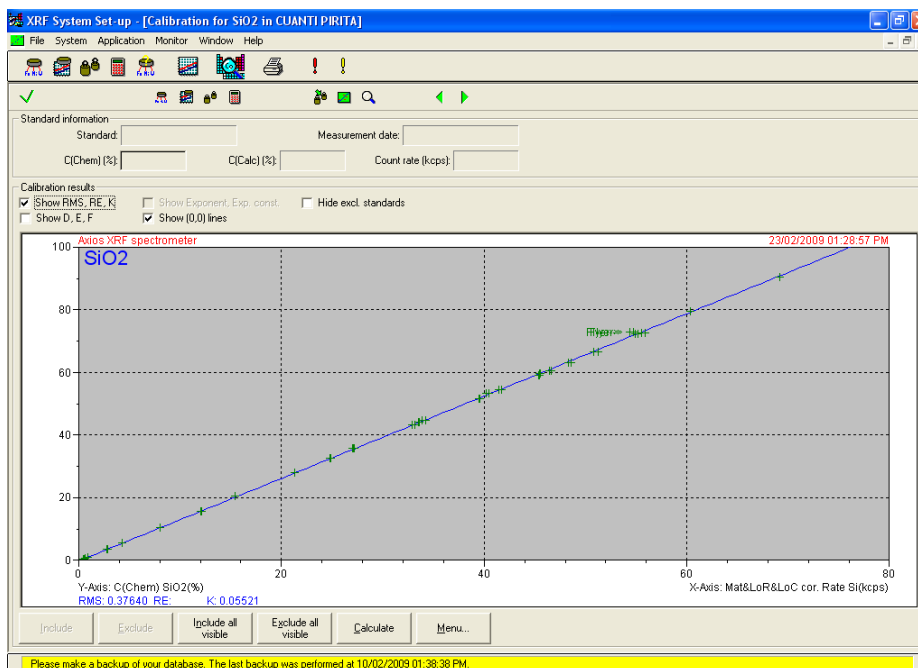 XRF System Set-up - [Calibration for SiO2 in CUANTI PIRITA]
File System Application Monitor Window Help
Standard information
Standard: Measurement date:
C(Chem) (%): C(Calc) (%): Count rate (kcps):
Calibration results
Show RMS, RE, K Show Exponent, Exp. const. Hide excl. standards
Show D, E, F Show (0,0) lines
Axios XRF spectrometer 23/02/2009 01:28:57 PM
100
SiO2
80
60
40
20
0
0 20 40 60 80
Y-Axis: C(Chem) SiO2(%) X-Axis: Mat&LoR&LoC cor. Rate Si(kcps)
RMS: 0.37640 RE: K: 0.05521
Include Exclude Include all visible Exclude all visible Calculate Menu...
Please make a backup of your database. The last backup was performed at 10/02/2009 01:38:38 PM.